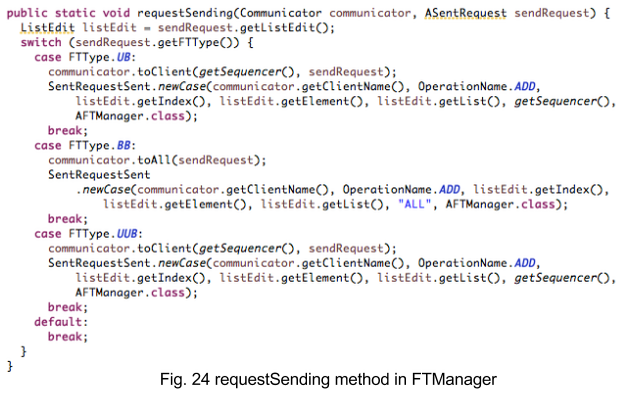 public static void requestSending(Communicator communicator, ASentRequest sendRequest) {
ListEdit listEdit = sendRequest.getListEdit();
switch (sendRequest.getFTType()) {
case FTType.UB:
communicator.toClient(getSequencer(), sendRequest);
SentRequestSent.newCase(communicator.getClientName(), OperationName.ADD,
listEdit.getIndex(), listEdit.getElement(), listEdit.getList(), getSequencer(),
AFTManager.class);
break;
case FTType.BB:
communicator.toAll(sendRequest);
SentRequestSent
.newCase(communicator.getClientName(), OperationName.ADD, listEdit.getIndex(),
listEdit.getElement(), listEdit.getList(), "ALL", AFTManager.class);
break;
case FTType.UUB:
communicator.toClient(getSequencer(), sendRequest);
SentRequestSent.newCase(communicator.getClientName(), OperationName.ADD,
listEdit.getIndex(), listEdit.getElement(), listEdit.getList(), getSequencer(),
AFTManager.class);
break;
default:
break;
}
}
Fig. 24 requestSending method in FTManager